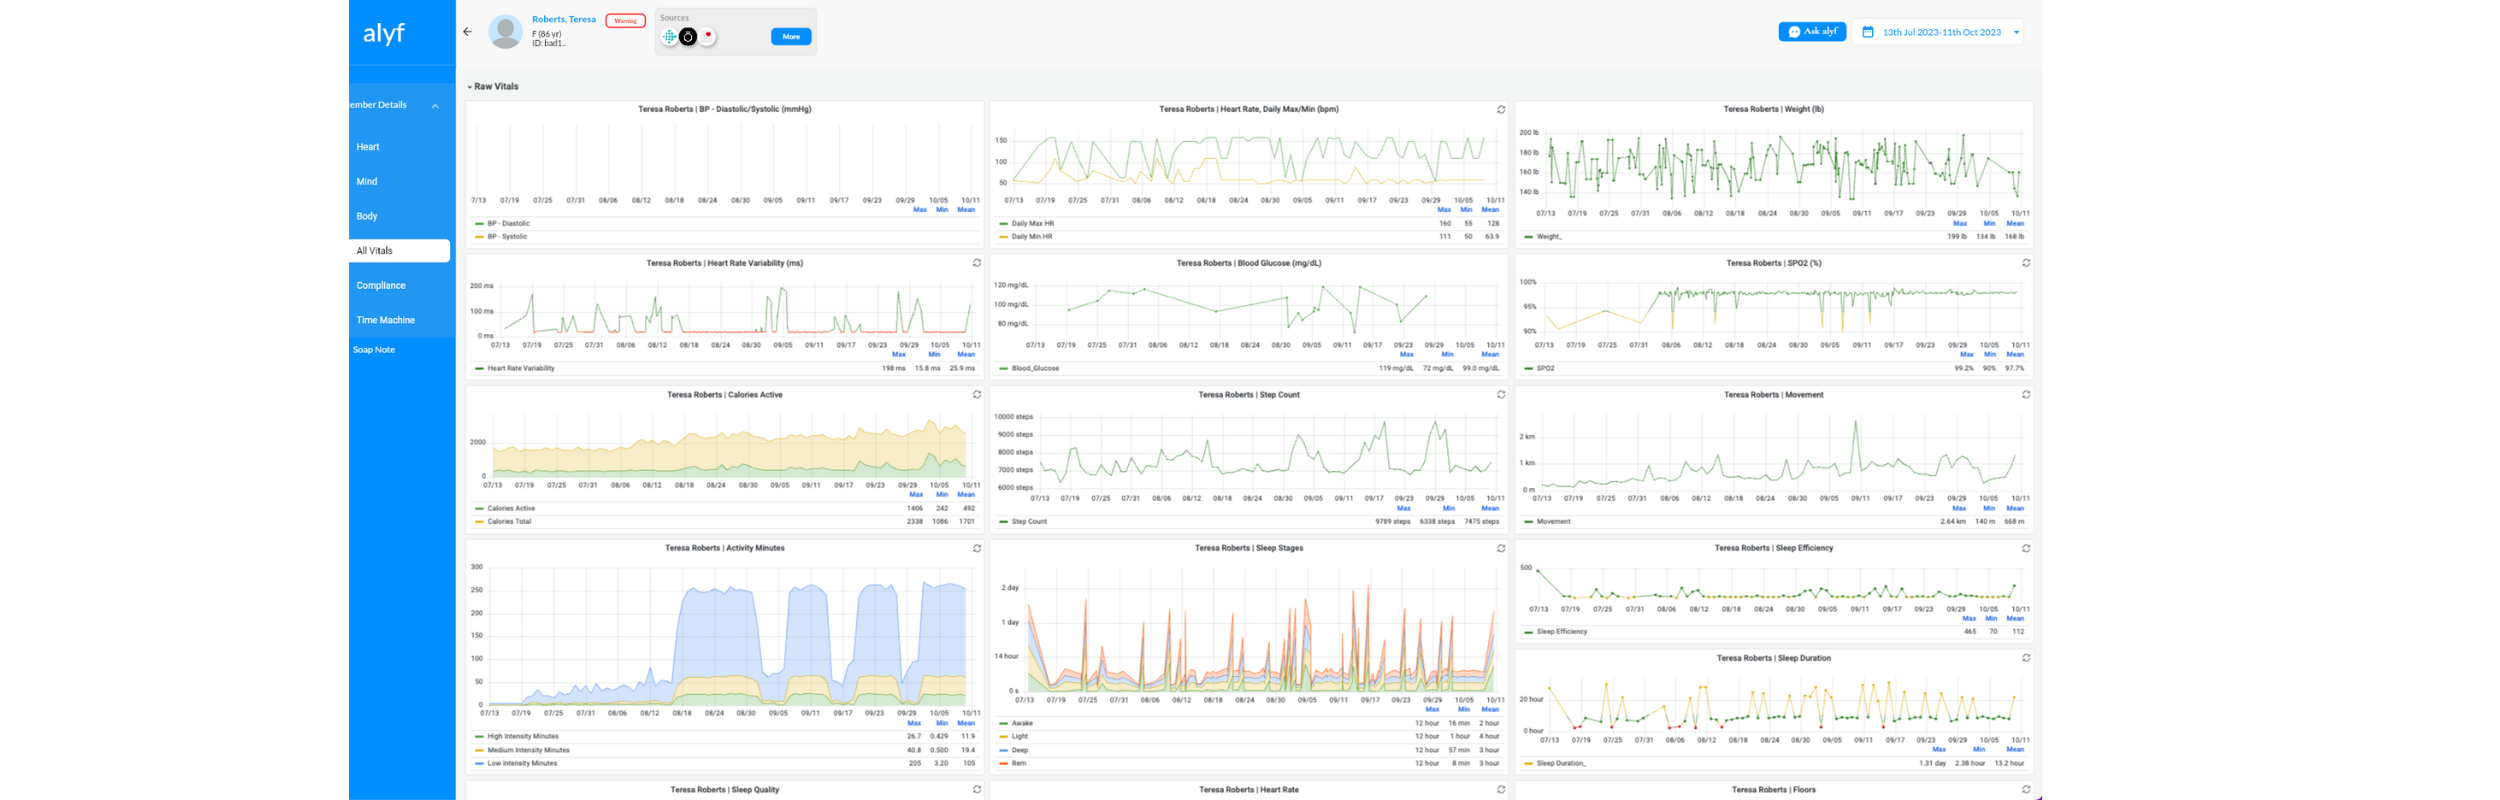 alyf
Roberts, Teresa
Warning
F (86 yr)
ID: bad1..
Sources
More
Ask alyf
13th Jul 2023-11th Oct 2023
ember Details
Heart
Mind
Body
All Vitals
Compliance
Time Machine
Soap Note
Raw Vitals
Teresa Roberts | BP - Diastolic/Systolic (mmHg)
7/13 07/19 07/25 07/31 08/06 08/12 08/18 08/24 08/30 09/05 09/11 09/17 09/23 09/29 10/05 10/11
Max Min Mean
BP - Diastolic
BP - Systolic
Teresa Roberts | Heart Rate, Daily Max/Min (bpm)
150
100
50
07/13 07/19 07/25 07/31 08/06 08/12 08/18 08/24 08/30 09/05 09/11 09/17 09/23 09/29 10/05 10/11
Max Min Mean
Daily Max HR 160 55 128
Daily Min HR 111 50 63.9
Teresa Roberts | Weight (lb)
200 lb
180 lb
160 lb
140 lb
07/13 07/19 07/25 07/31 08/06 08/12 08/18 08/24 08/30 09/05 09/11 09/17 09/23 09/29 10/05 10/11
Max Min Mean
Weight_ 199 lb 134 lb 168 lb
Teresa Roberts | Heart Rate Variability (ms)
200 ms
100 ms
0 ms
07/13 07/19 07/25 07/31 08/06 08/12 08/18 08/24 08/30 09/05 09/11 09/17 09/23 09/29 10/05 10/11
Max Min Mean
Heart Rate Variability 198 ms 15.8 ms 25.9 ms
Teresa Roberts | Blood Glucose (mg/dL)
120 mg/dL
100 mg/dL
80 mg/dL
07/13 07/19 07/25 07/31 08/06 08/12 08/18 08/24 08/30 09/05 09/11 09/17 09/23 09/29 10/05 10/11
Max Min Mean
Blood_Glucose 119 mg/dL 72 mg/dL 99.0 mg/dL
Teresa Roberts | SPO2 (%)
100%
95%
90%
07/13 07/19 07/25 07/31 08/06 08/12 08/18 08/24 08/30 09/05 09/11 09/17 09/23 09/29 10/05 10/11
Max Min Mean
SPO2 99.2% 90% 97.7%
Teresa Roberts | Calories Active
2000
0
07/13 07/19 07/25 07/31 08/06 08/12 08/18 08/24 08/30 09/05 09/11 09/17 09/23 09/29 10/05 10/11
Max Min Mean
Calories Active 1406 242 492
Calories Total 2338 1086 1701
Teresa Roberts | Step Count
10000 steps
9000 steps
8000 steps
7000 steps
6000 steps
07/13 07/19 07/25 07/31 08/06 08/12 08/18 08/24 08/30 09/05 09/11 09/17 09/23 09/29 10/05 10/11
Max Min Mean
Step Count 9789 steps 6338 steps 7475 steps
Teresa Roberts | Movement
2 km
1 km
0 m
07/13 07/19 07/25 07/31 08/06 08/12 08/18 08/24 08/30 09/05 09/11 09/17 09/23 09/29 10/05 10/11
Max Min Mean
Movement 2.64 km 140 m 668 m
Teresa Roberts | Activity Minutes
300
250
200
150
100
50
0
07/13 07/19 07/25 07/31 08/06 08/12 08/18 08/24 08/30 09/05 09/11 09/17 09/23 09/29 10/05 10/11
Max Min Mean
High Intensity Minutes 26.7 0.429 11.9
Medium Intensity Minutes 40.8 0.500 19.4
Low Intensity Minutes 205 3.20 105
Teresa Roberts | Sleep Stages
2 day
1 day
14 hour
0 s
07/13 07/19 07/25 07/31 08/06 08/12 08/18 08/24 08/30 09/05 09/11 09/17 09/23 09/29 10/05 10/11
Max Min Mean
Awake 12 hour 16 min 2 hour
Light 12 hour 1 hour 4 hour
Deep 12 hour 57 min 3 hour
Rem 12 hour 8 min 3 hour
Teresa Roberts | Sleep Efficiency
500
07/13 07/19 07/25 07/31 08/06 08/12 08/18 08/24 08/30 09/05 09/11 09/17 09/23 09/29 10/05 10/11
Max Min Mean
Sleep Efficiency 465 70 112
Teresa Roberts | Sleep Duration
20 hour
0 hour
07/13 07/19 07/25 07/31 08/06 08/12 08/18 08/24 08/30 09/05 09/11 09/17 09/23 09/29 10/05 10/11
Max Min Mean
Sleep Duration_ 1.31 day 2.38 hour 13.2 hour
Teresa Roberts | Sleep Quality
Teresa Roberts | Heart Rate
Teresa Roberts | Floors